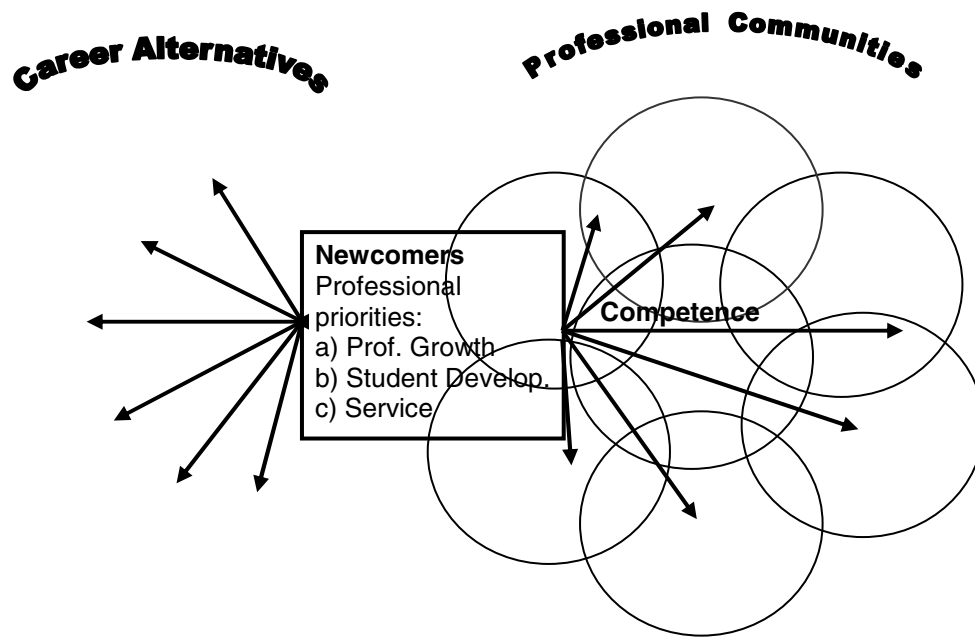 Career Alternatives
Professional Communities
Newcomers
Professional
priorities:
a) Prof. Growth
b) Student Develop.
c) Service
Competence